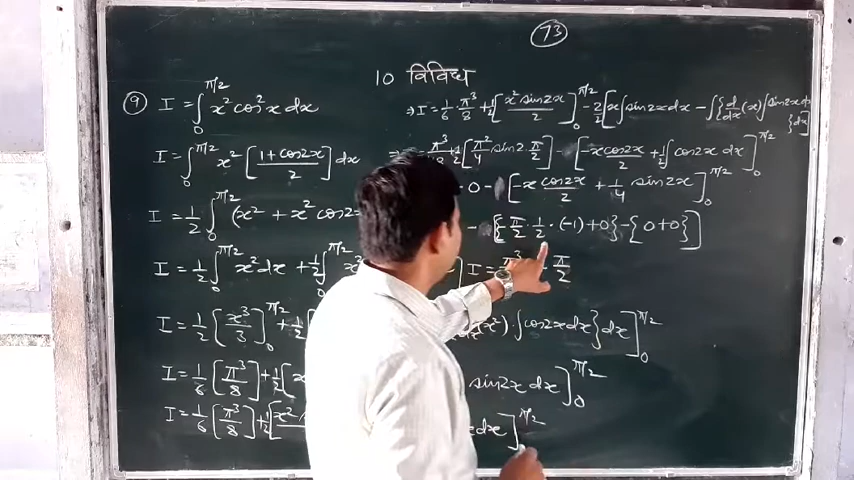 73
10 विविध
9 I = ∫₀^{π/2} x² cos²x dx
I = ∫₀^{π/2} x² [(1+cos2x)/2] dx
I = 1/2 ∫₀^{π/2} (x² + x² cos2
I = 1/2 ∫₀^{π/2} x² dx + 1/2 ∫₀^{π/2} x²
I = 1/2 [x³/3]₀^{π/2} + 1/2 [
I = 1/6 [π³/8] + 1/2 [x
I = 1/6 [π³/8] + 1/2 [x²
⇒ I = 1/6 · π³/8 + 1/2 [x² sin2x/2]₀^{π/2} - 2/2 [x∫sin2x dx - ∫{d/dx (x) ∫sin2x dx} dx]
π³/48 + 1/2 [π²/4 sin2·π/2] - [-x cos2x/2 + 1/2 ∫cos2x dx]₀^{π/2}
0 - [-x cos2x/2 + 1/4 sin2x]₀^{π/2}
- [{-π/2 · 1/2 · (-1) + 0} - {0+0}]
I = π³ π/2
x²) · ∫cos2x dx} dx]₀^{π/2}
sin2x dx]₀^{π/2}
dx]^{π/2}